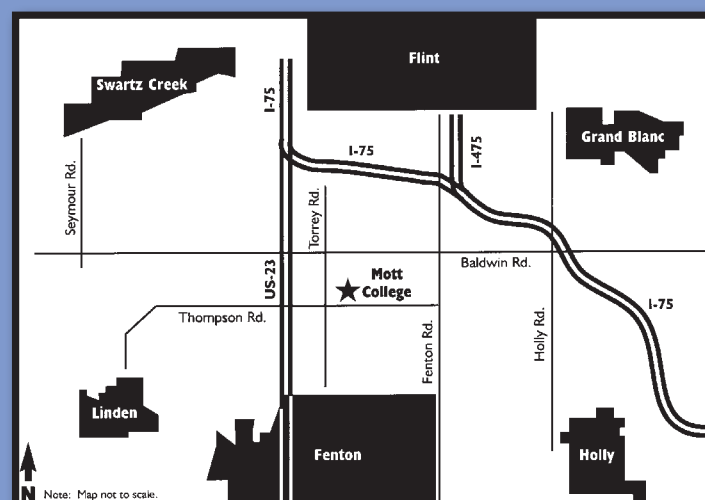 Flint
Swartz Creek
I-75
Grand Blanc
I-75
I-475
Seymour Rd.
Torrey Rd.
US-23
Baldwin Rd.
Mott
College
Thompson Rd.
I-75
Fenton Rd.
Holly Rd.
Linden
Fenton
Holly
N
Note: Map not to scale.